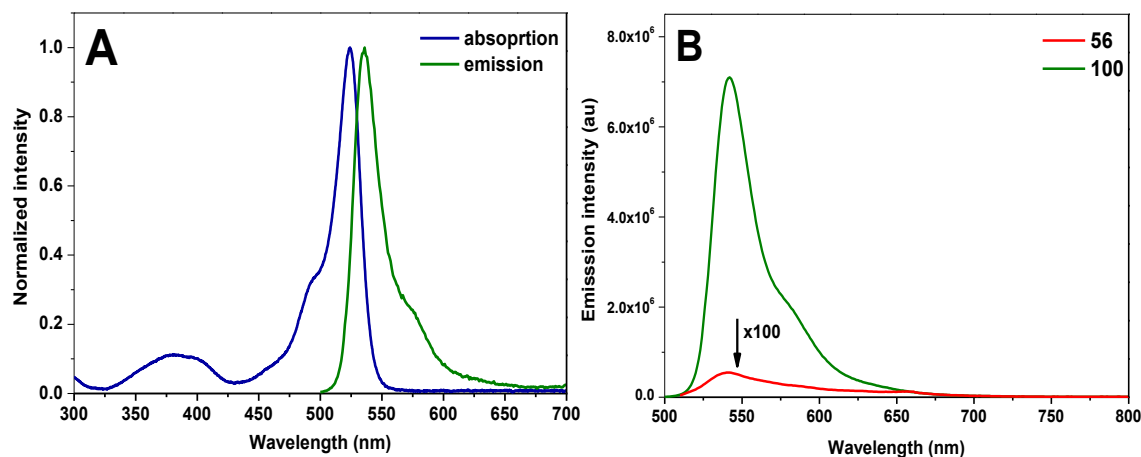 A
absoprtion
emission
Normalized intensity
1.0
0.8
0.6
0.4
0.2
0.0
300 350 400 450 500 550 600 650 700
Wavelength (nm)
B
56
100
Emisssion intensity (au)
8.0x10⁶
6.0x10⁶
4.0x10⁶
2.0x10⁶
0.0
x100
500 550 600 650 700 750 800
Wavelength (nm)